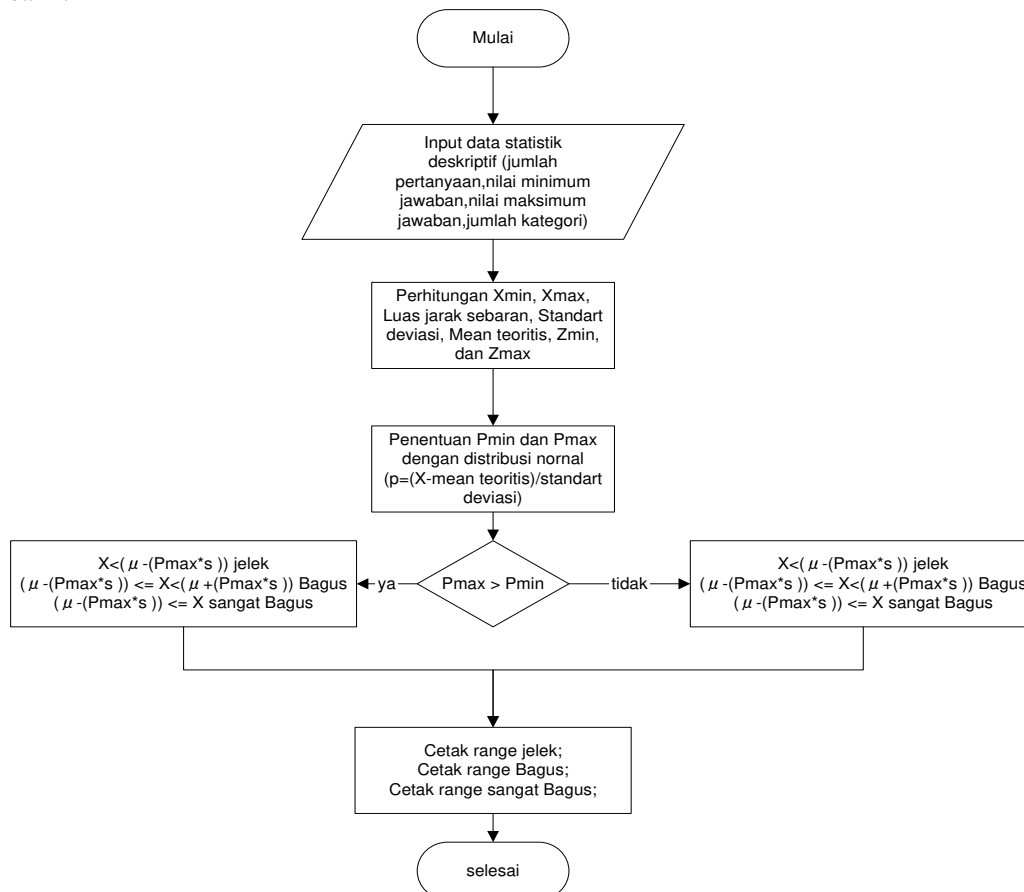 Mulai
Input data statistik
deskriptif (jumlah
pertanyaan,nilai minimum
jawaban,nilai maksimum
jawaban,jumlah kategori)
Perhitungan Xmin, Xmax,
Luas jarak sebaran, Standart
deviasi, Mean teoritis, Zmin,
dan Zmax
Penentuan Pmin dan Pmax
dengan distribusi nornal
(p=(X-mean teoritis)/standart
deviasi)
Pmax > Pmin
ya
tidak
X<( μ -(Pmax*s )) jelek
( μ -(Pmax*s )) <= X<( μ +(Pmax*s )) Bagus
( μ -(Pmax*s )) <= X sangat Bagus
X<( μ -(Pmax*s )) jelek
( μ -(Pmax*s )) <= X<( μ +(Pmax*s )) Bagus
( μ -(Pmax*s )) <= X sangat Bagus
Cetak range jelek;
Cetak range Bagus;
Cetak range sangat Bagus;
selesai